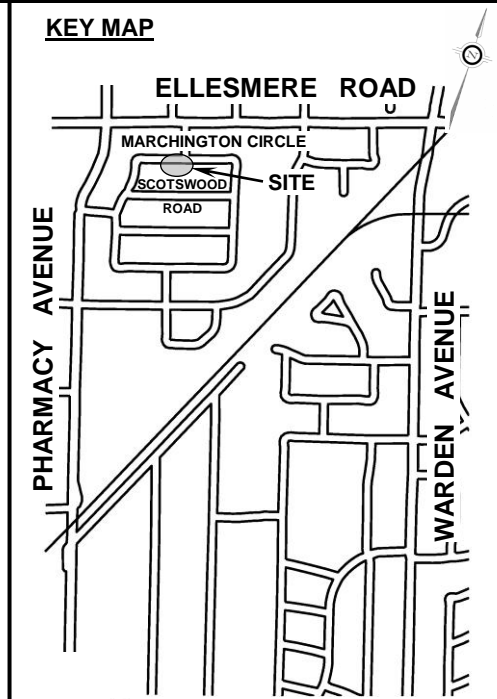 KEY MAP
N
ELLESMERE ROAD
MARCHINGTON CIRCLE
SCOTSWOOD
ROAD
SITE
PHARMACY AVENUE
WARDEN AVENUE